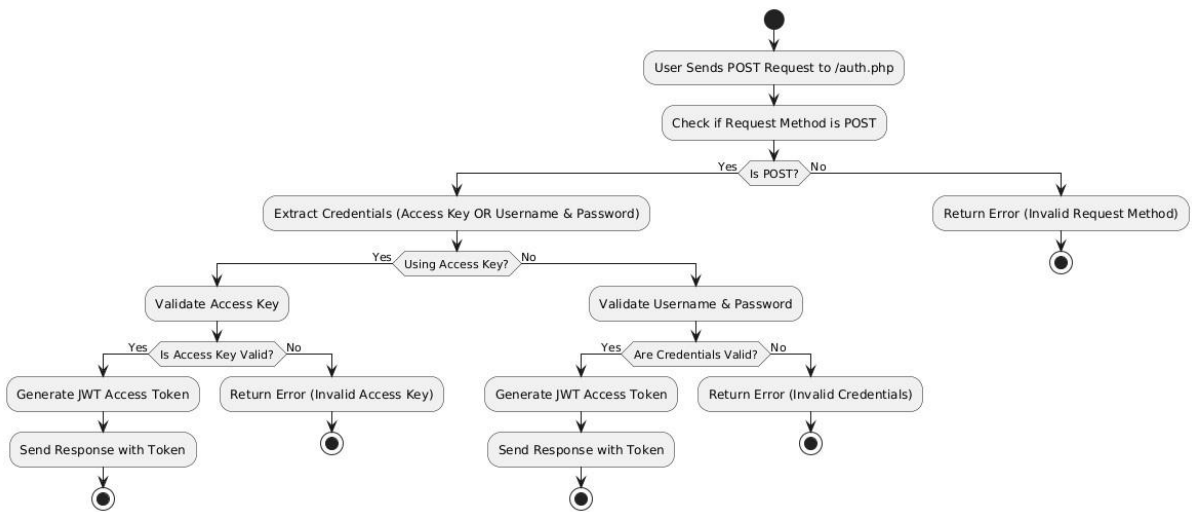 User Sends POST Request to /auth.php
Check if Request Method is POST
Yes
Is POST?
No
Extract Credentials (Access Key OR Username & Password)
Return Error (Invalid Request Method)
Yes
Using Access Key?
No
Validate Access Key
Validate Username & Password
Yes
Is Access Key Valid?
No
Yes
Are Credentials Valid?
No
Generate JWT Access Token
Return Error (Invalid Access Key)
Generate JWT Access Token
Return Error (Invalid Credentials)
Send Response with Token
Send Response with Token